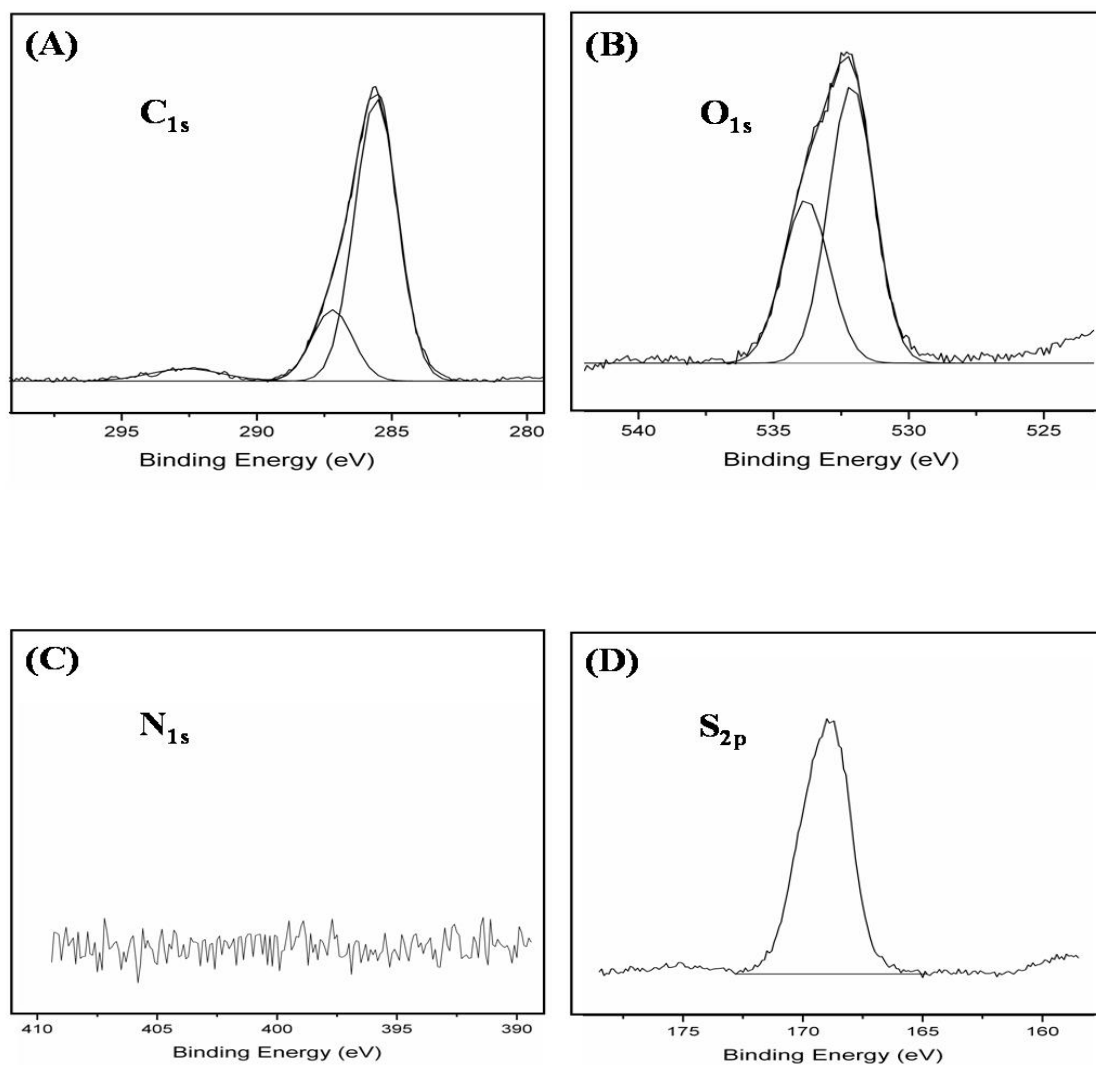 (A)
C1s
295 290 285 280
Binding Energy (eV)
(B)
O1s
540 535 530 525
Binding Energy (eV)
(C)
N1s
410 405 400 395 390
Binding Energy (eV)
(D)
S2p
175 170 165 160
Binding Energy (eV)